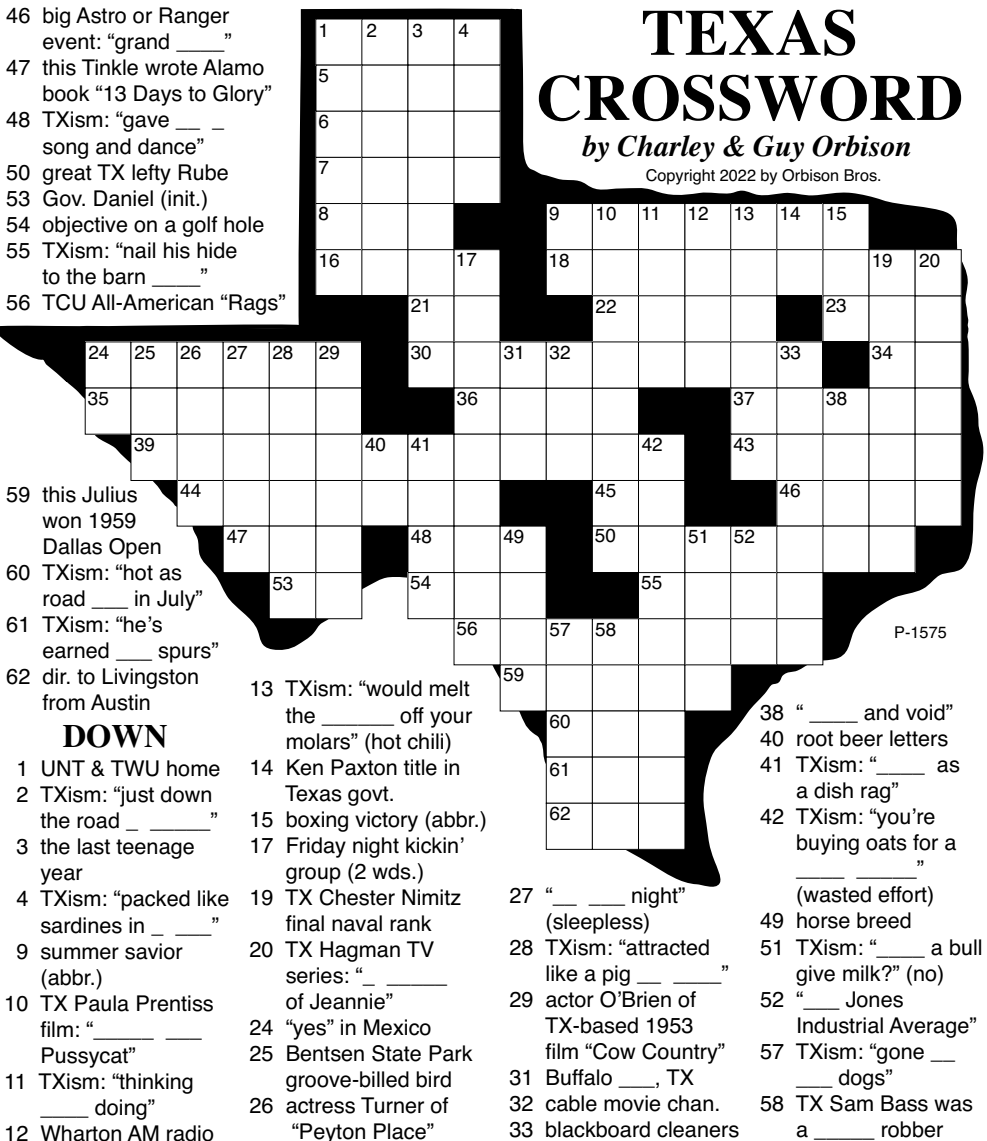 46 big Astro or Ranger
event: “grand ____”
47 this Tinkle wrote Alamo
book “13 Days to Glory”
48 TXism: “gave __ _
song and dance”
50 great TX lefty Rube
53 Gov. Daniel (init.)
54 objective on a golf hole
55 TXism: “nail his hide
to the barn ____”
56 TCU All-American “Rags”
59 this Julius
won 1959
Dallas Open
60 TXism: “hot as
road ___ in July”
61 TXism: “he’s
earned ___ spurs”
62 dir. to Livingston
from Austin
TEXAS
CROSSWORD
by Charley & Guy Orbison
Copyright 2022 by Orbison Bros.
1 2 3 4
5
6
7
8 9 10 11 12 13 14 15
16 17 18 19 20
21 22 23
24 25 26 27 28 29 30 31 32 33 34
35 36 37 38
39 40 41 42 43
44 45 46
47 48 49 50 51 52
53 54 55
56 57 58
59
60
61
62
P-1575
DOWN
1 UNT & TWU home
2 TXism: “just down
the road _ _____”
3 the last teenage
year
4 TXism: “packed like
sardines in _ ___”
9 summer savior
(abbr.)
10 TX Paula Prentiss
film: “_____ ___
Pussycat”
11 TXism: “thinking
____ doing”
12 Wharton AM radio
13 TXism: “would melt
the ______ off your
molars” (hot chili)
14 Ken Paxton title in
Texas govt.
15 boxing victory (abbr.)
17 Friday night kickin’
group (2 wds.)
19 TX Chester Nimitz
final naval rank
20 TX Hagman TV
series: “_ _____
of Jeannie”
24 “yes” in Mexico
25 Bentsen State Park
groove-billed bird
26 actress Turner of
“Peyton Place”
27 “__ ___ night”
(sleepless)
28 TXism: “attracted
like a pig __ ____”
29 actor O’Brien of
TX-based 1953
film “Cow Country”
31 Buffalo ___, TX
32 cable movie chan.
33 blackboard cleaners
38 “ ____ and void”
40 root beer letters
41 TXism: “____ as
a dish rag”
42 TXism: “you’re
buying oats for a
____ _____”
(wasted effort)
49 horse breed
51 TXism: “____ a bull
give milk?” (no)
52 “___ Jones
Industrial Average”
57 TXism: “gone __
___ dogs”
58 TX Sam Bass was
a _____ robber